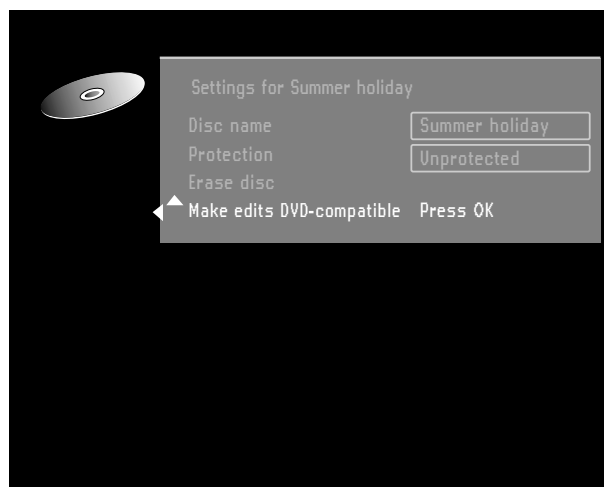 Settings for Summer holiday
Disc name Summer holiday
Protection Unprotected
Erase disc
Make edits DVD-compatible Press OK